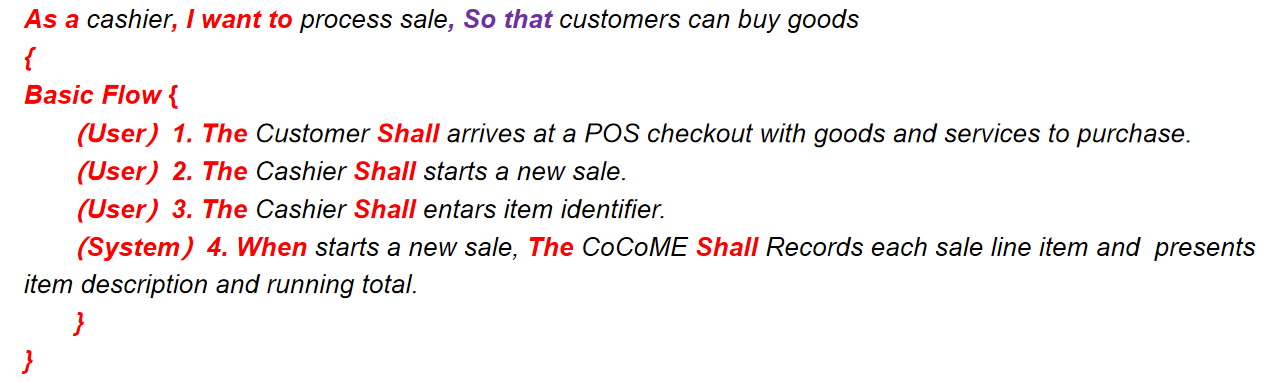 As a cashier, I want to process sale, So that customers can buy goods
{
Basic Flow {
(User) 1. The Customer Shall arrives at a POS checkout with goods and services to purchase.
(User) 2. The Cashier Shall starts a new sale.
(User) 3. The Cashier Shall entars item identifier.
(System) 4. When starts a new sale, The CoCoME Shall Records each sale line item and  presents
item description and running total.
}
}